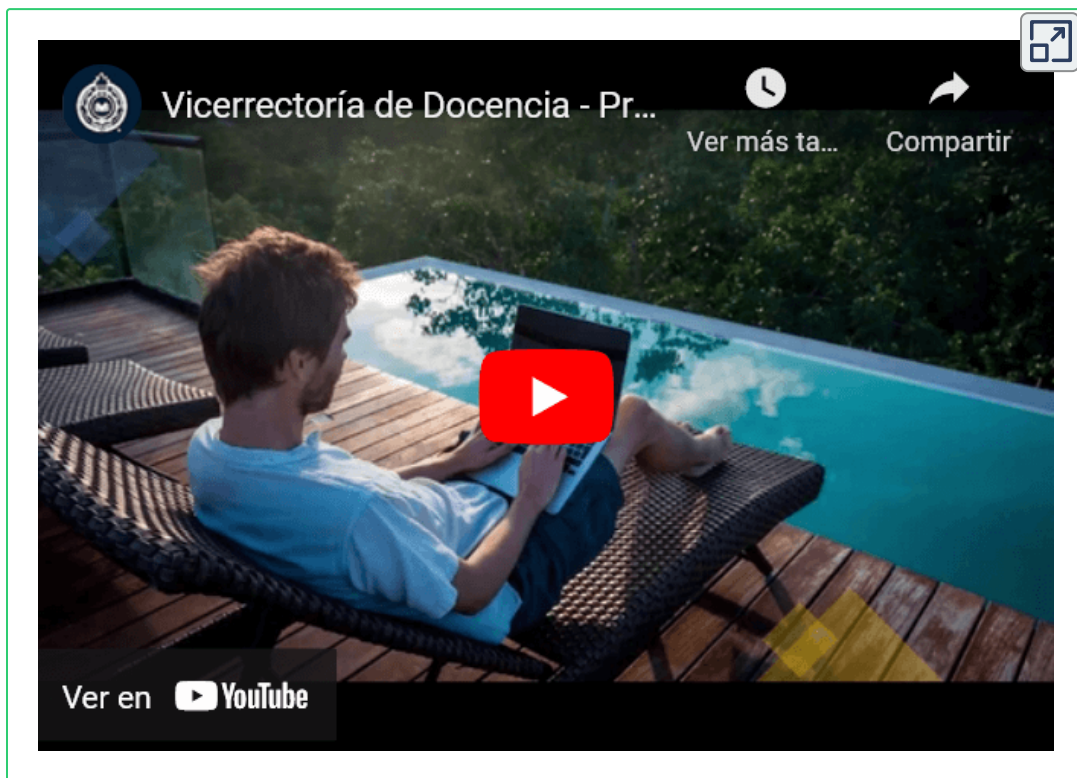 Vicerrectoría de Docencia - Pr...
Ver más ta...
Compartir
Ver en YouTube